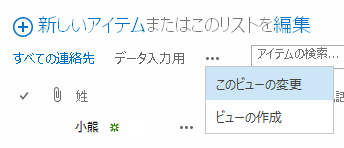 新しいアイテムまたはこのリストを編集
すべての連絡先 データ入力用 ••• アイテムの検索...
このビューの変更
姓
ビューの作成
小熊 •••